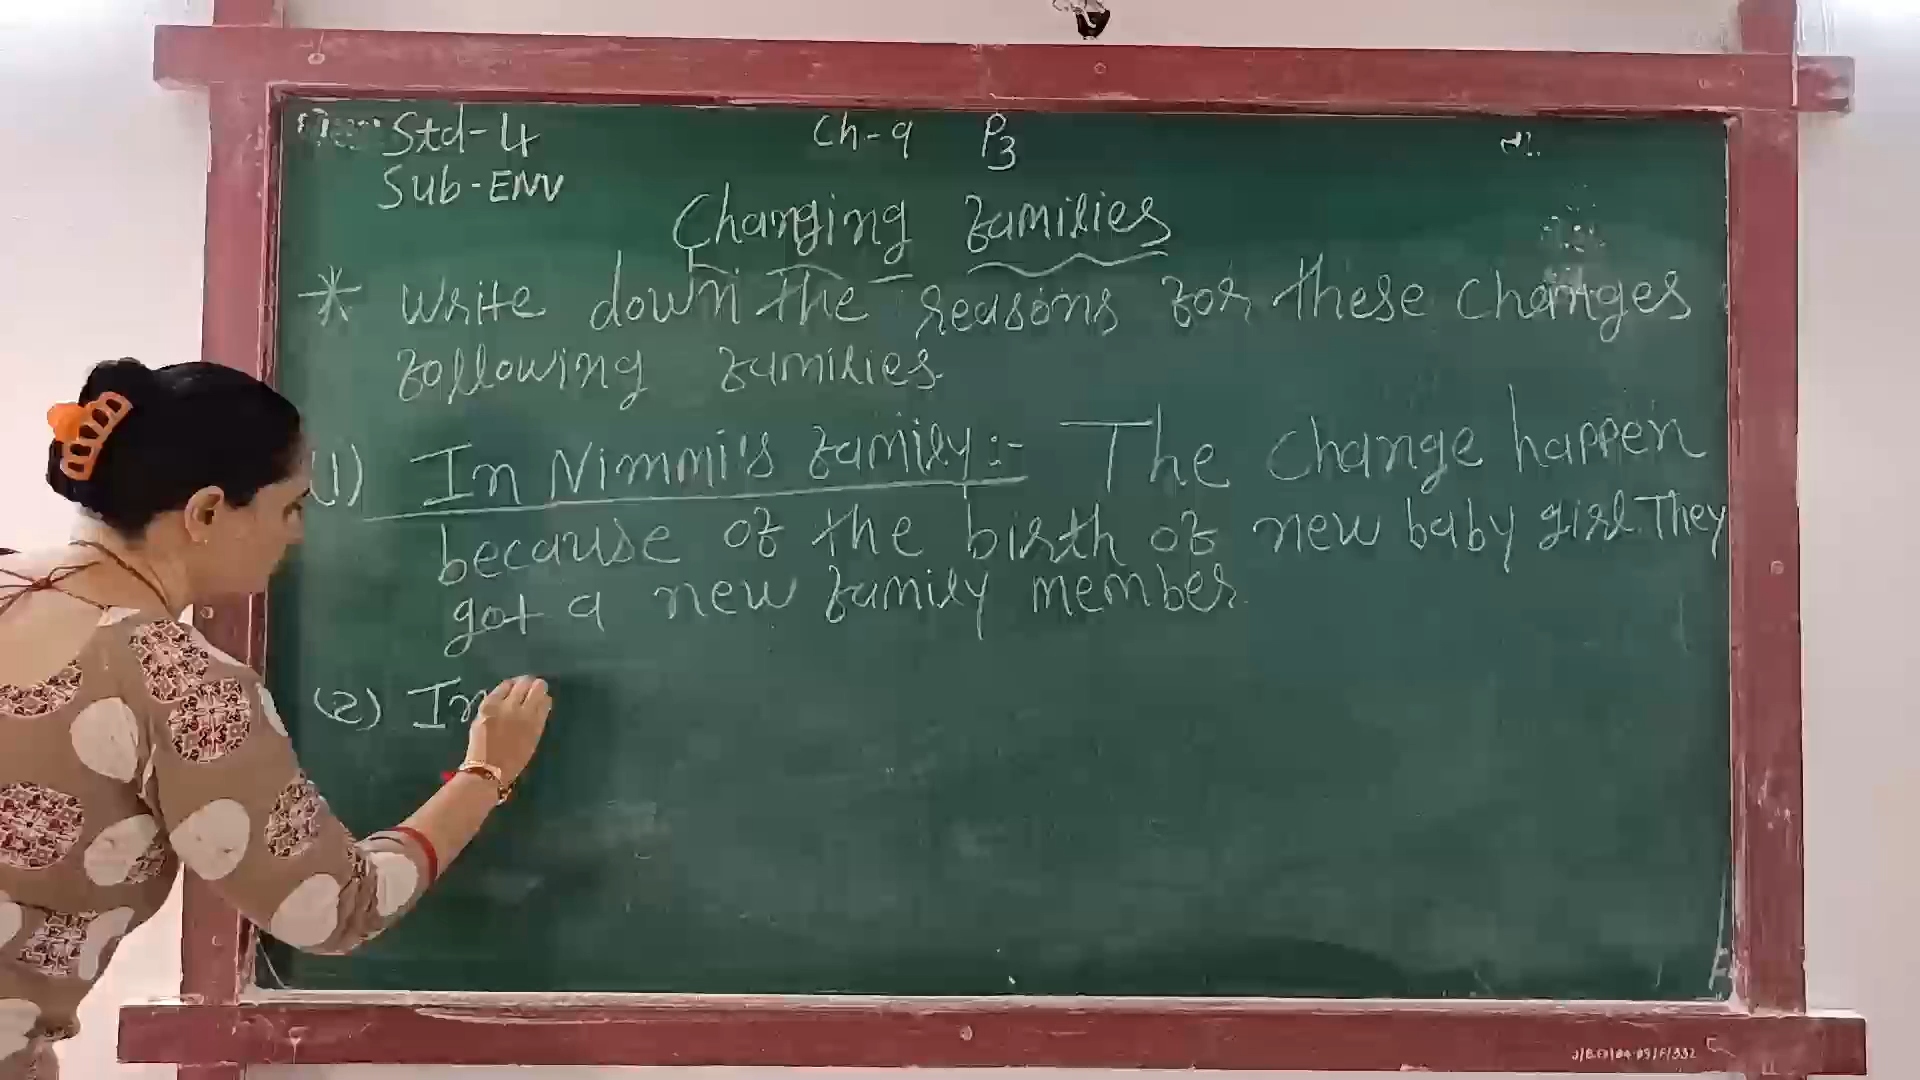 Std-4
Ch-9 P3
Sub-ENV
Changing families
* Write down the reasons for these changes
following families.
(1) In Nimmi's family:- The change happen
because of the birth of new baby girl. They
got a new family member.
(2) In